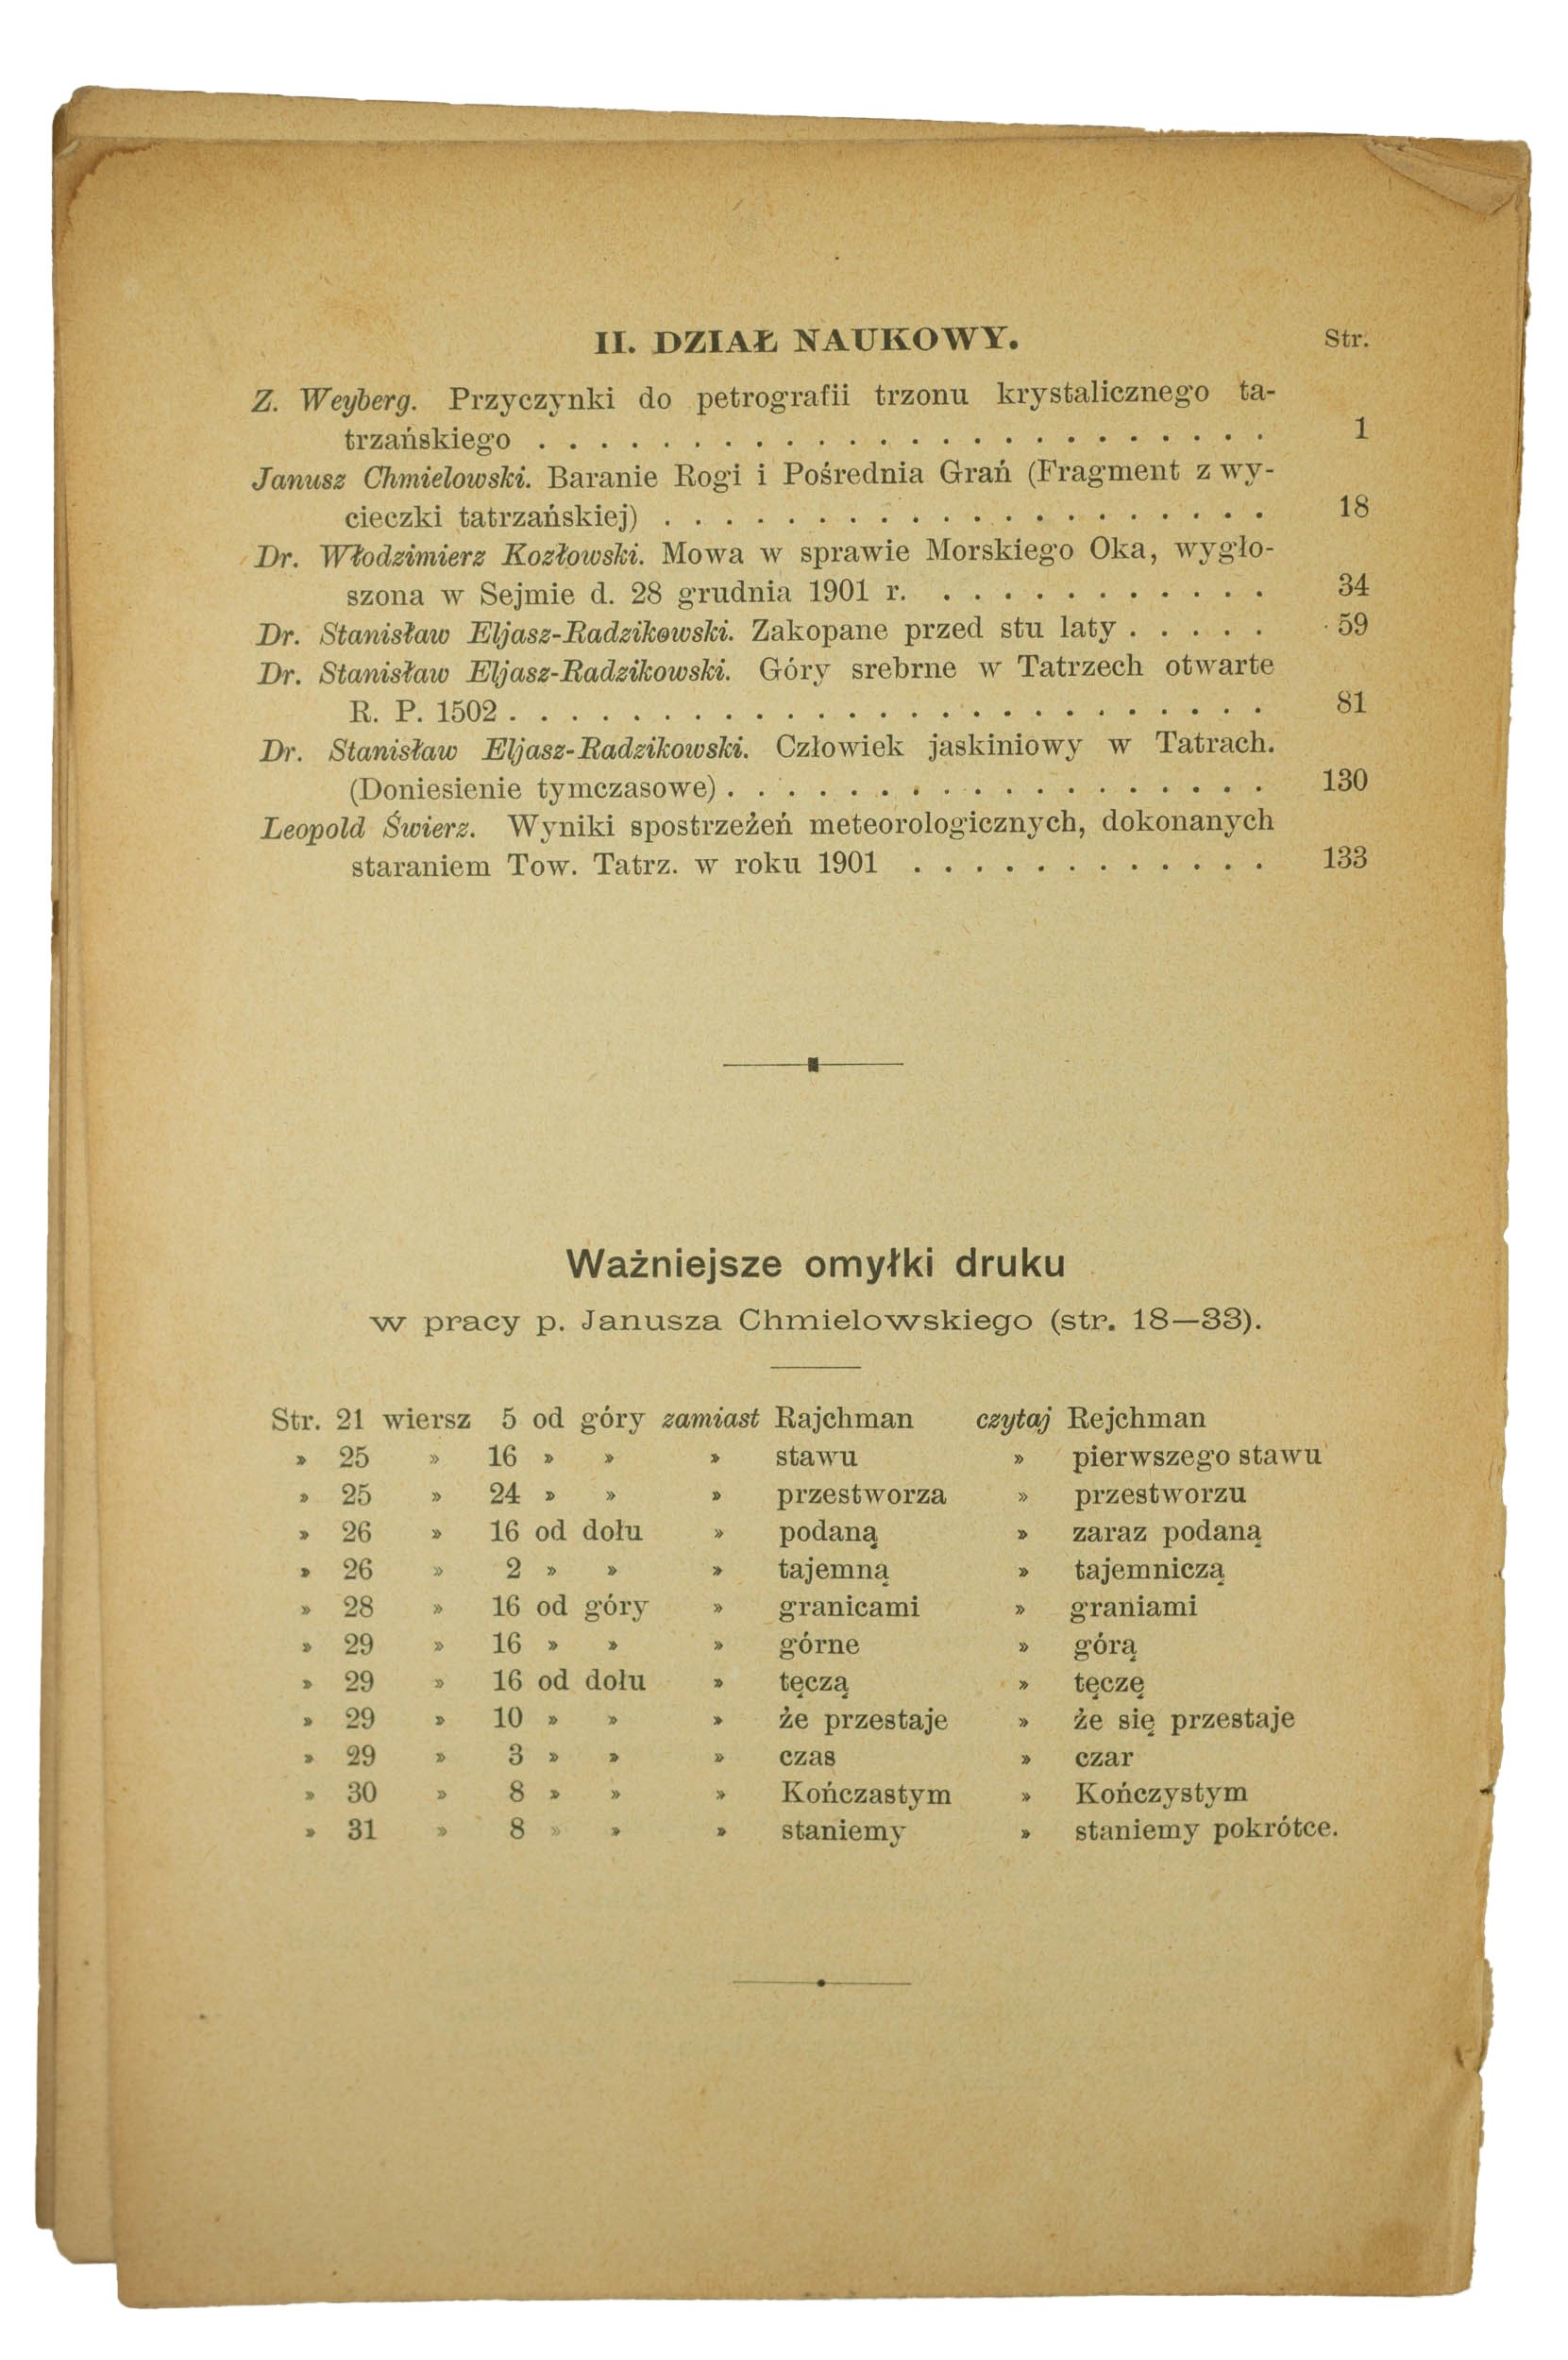 II. DZIAŁ NAUKOWY. Str.
Z. Weyberg. Przyczynki do petrografii trzonu krystalicznego ta-
trzańskiego . . . . . . . . . . . . . . . . . . . . . . . . 1
Janusz Chmielowski. Baranie Rogi i Pośrednia Grań (Fragment z wy-
cieczki tatrzańskiej) . . . . . . . . . . . . . . . . . . . . 18
Dr. Włodzimierz Kozłowski. Mowa w sprawie Morskiego Oka, wygło-
szona w Sejmie d. 28 grudnia 1901 r. . . . . . . . . . . . 34
Dr. Stanisław Eljasz-Radzikowski. Zakopane przed stu laty . . . . . 59
Dr. Stanisław Eljasz-Radzikowski. Góry srebrne w Tatrzech otwarte
R. P. 1502 . . . . . . . . . . . . . . . . . . . . . . . . . 81
Dr. Stanisław Eljasz-Radzikowski. Człowiek jaskiniowy w Tatrach.
(Doniesienie tymczasowe) . . . . . . . . . . . . . . . . . . 130
Leopold Świerz. Wyniki spostrzeżeń meteorologicznych, dokonanych
staraniem Tow. Tatrz. w roku 1901 . . . . . . . . . . . . 133
Ważniejsze omyłki druku
w pracy p. Janusza Chmielowskiego (str. 18—33).
Str. 21 wiersz 5 od góry zamiast Rajchman czytaj Rejchman
» 25 » 16 » » » stawu » pierwszego stawu
» 25 » 24 » » » przestworza » przestworzu
» 26 » 16 od dołu » podaną » zaraz podaną
» 26 » 2 » » » tajemną » tajemniczą
» 28 » 16 od góry » granicami » graniami
» 29 » 16 » » » górne » górą
» 29 » 16 od dołu » tęczą » tęczę
» 29 » 10 » » » że przestaje » że się przestaje
» 29 » 3 » » » czas » czar
» 30 » 8 » » » Kończastym » Kończystym
» 31 » 8 » » » staniemy » staniemy pokrótce.